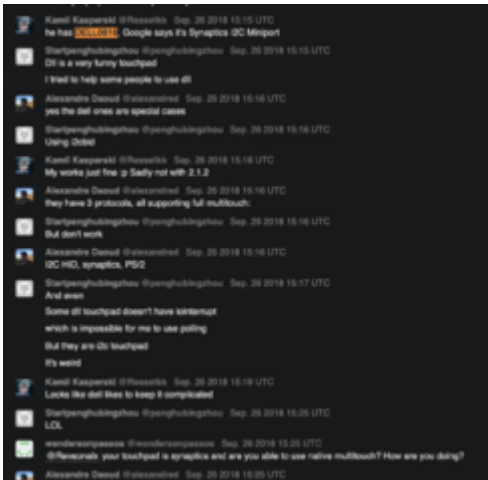 Kamil Kasperski @Ressetkk Sep. 26 2018 15:15 UTC
he has Google says it's Synaptics I2C Miniport
Startpenghubingzhou @penghubingzhou Sep. 26 2018 15:15 UTC
Dll is a very funny touchpad
I tried to help some people to use dll
Alexandre Daoud @alexandred Sep. 26 2018 15:16 UTC
yes the dell ones are special cases
Startpenghubingzhou @penghubingzhou Sep. 26 2018 15:16 UTC
Using
Kamil Kasperski @Ressetkk Sep. 26 2018 15:16 UTC
My works just fine :p Sadly not with 2.1.2
Alexandre Daoud @alexandred Sep. 26 2018 15:16 UTC
they have 3 protocols, all supporting full multitouch:
Startpenghubingzhou @penghubingzhou Sep. 26 2018 15:16 UTC
But don't work
Alexandre Daoud @alexandred Sep. 26 2018 15:16 UTC
I2C HID, synaptics, PS/2
Startpenghubingzhou @penghubingzhou Sep. 26 2018 15:17 UTC
And even
Some dll touchpad doesn't have iointerrupt
which is impossible for me to use polling
But they are i2c touchpad
It's weird
Kamil Kasperski @Ressetkk Sep. 26 2018 15:19 UTC
Looks like dell likes to keep it complicated
Startpenghubingzhou @penghubingzhou Sep. 26 2018 15:25 UTC
LOL
wandersonpassos @wandersonpassos Sep. 26 2018 15:25 UTC
your touchpad is synaptics and are you able to use native multitouch? How are you doing?
Alexandre Daoud @alexandred Sep. 26 2018 15:26 UTC